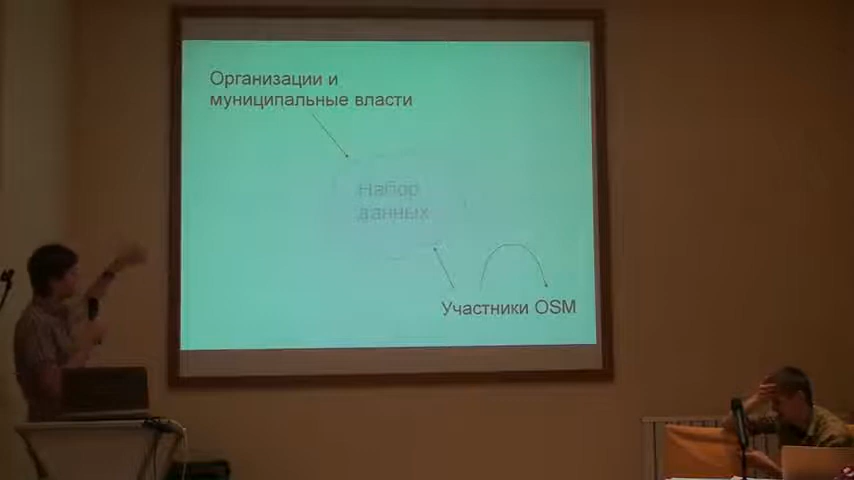 Организации и
муниципальные власти
Набор
данных
Участники OSM